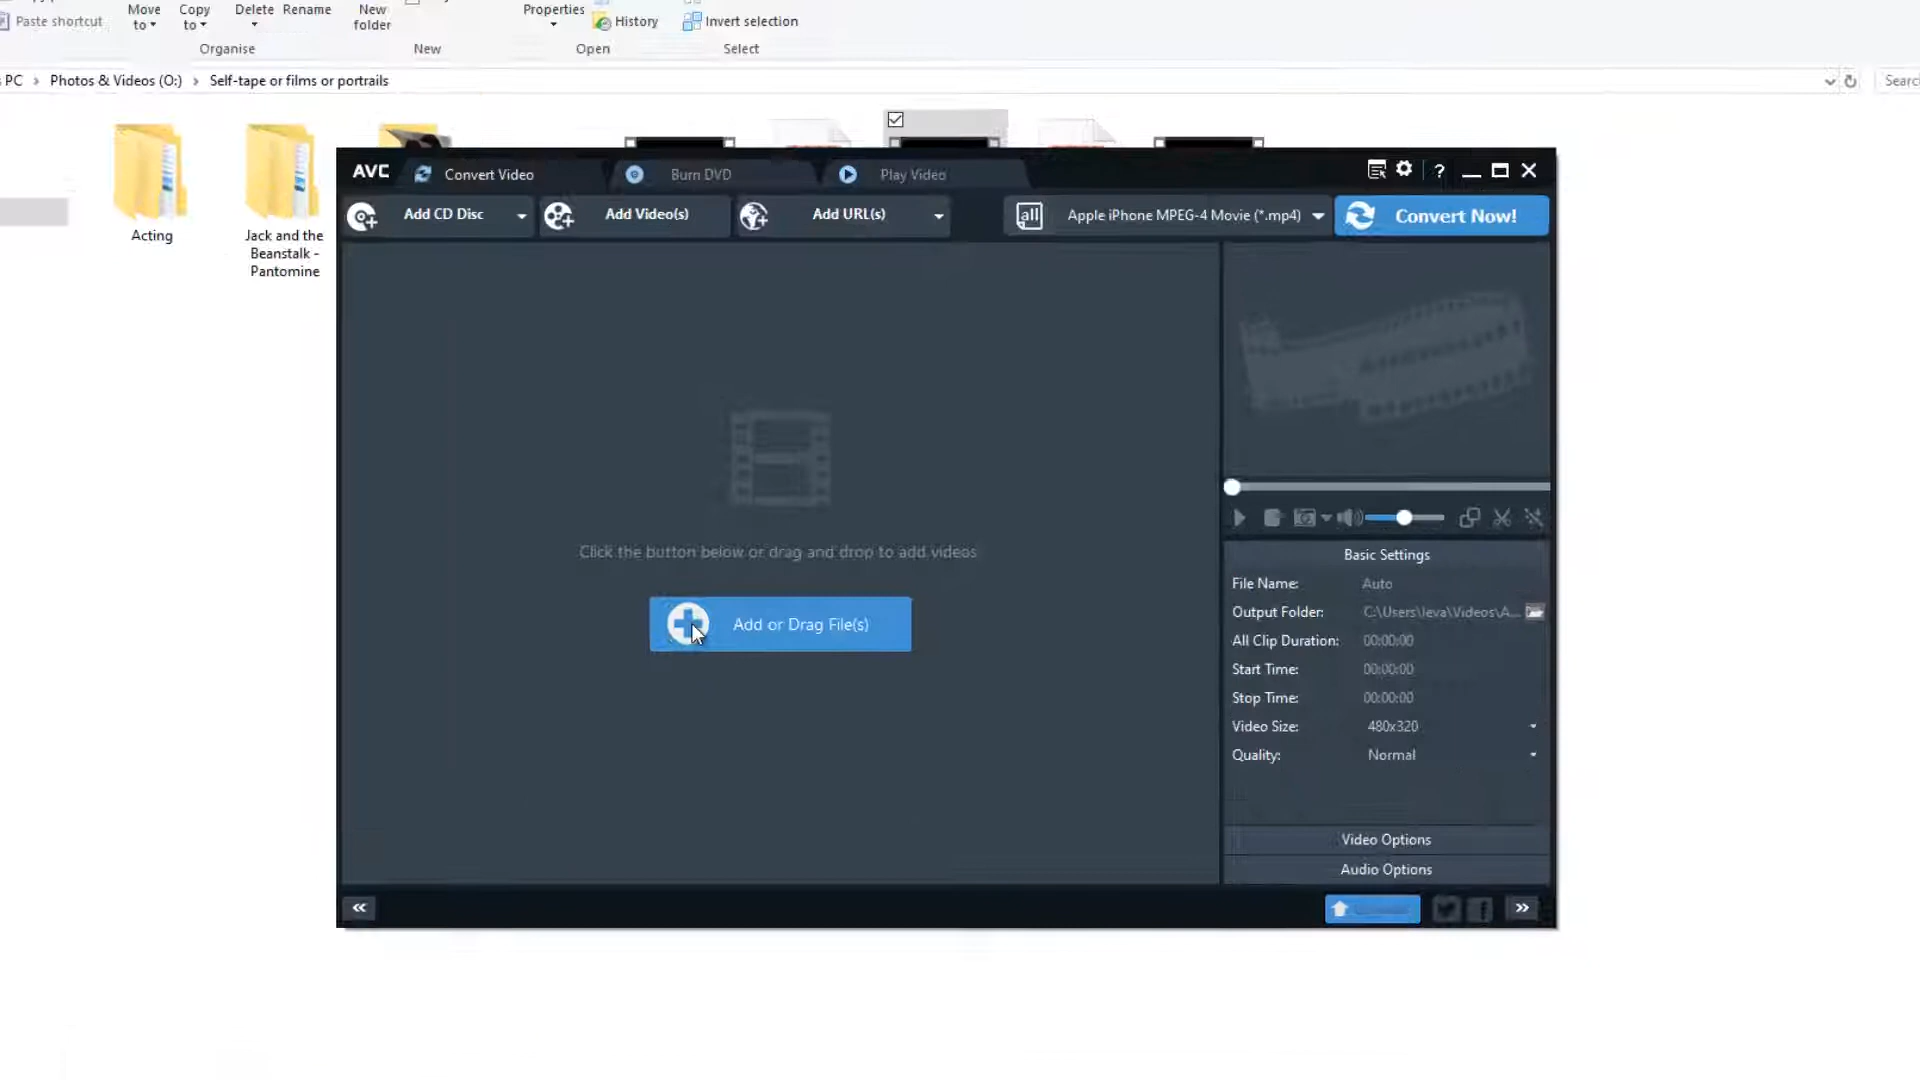 Paste shortcut
Move to
Copy to
Delete
Rename
New folder
Properties
History
Invert selection
Organise
New
Open
Select
PC > Photos & Videos (O:) > Self-tape or films or portrails
Acting
Jack and the
Beanstalk -
Pantomine
AVC
Convert Video
Burn DVD
Play Video
?
Add CD Disc
Add Video(s)
Add URL(s)
all
Apple iPhone MPEG-4 Movie (*.mp4)
Convert Now!
Click the button below or drag and drop to add videos
Add or Drag File(s)
Basic Settings
File Name: Auto
Output Folder: C:\Users\Ieva\Videos\A...
All Clip Duration: 00:00:00
Start Time: 00:00:00
Stop Time: 00:00:00
Video Size: 480x320
Quality: Normal
Video Options
Audio Options